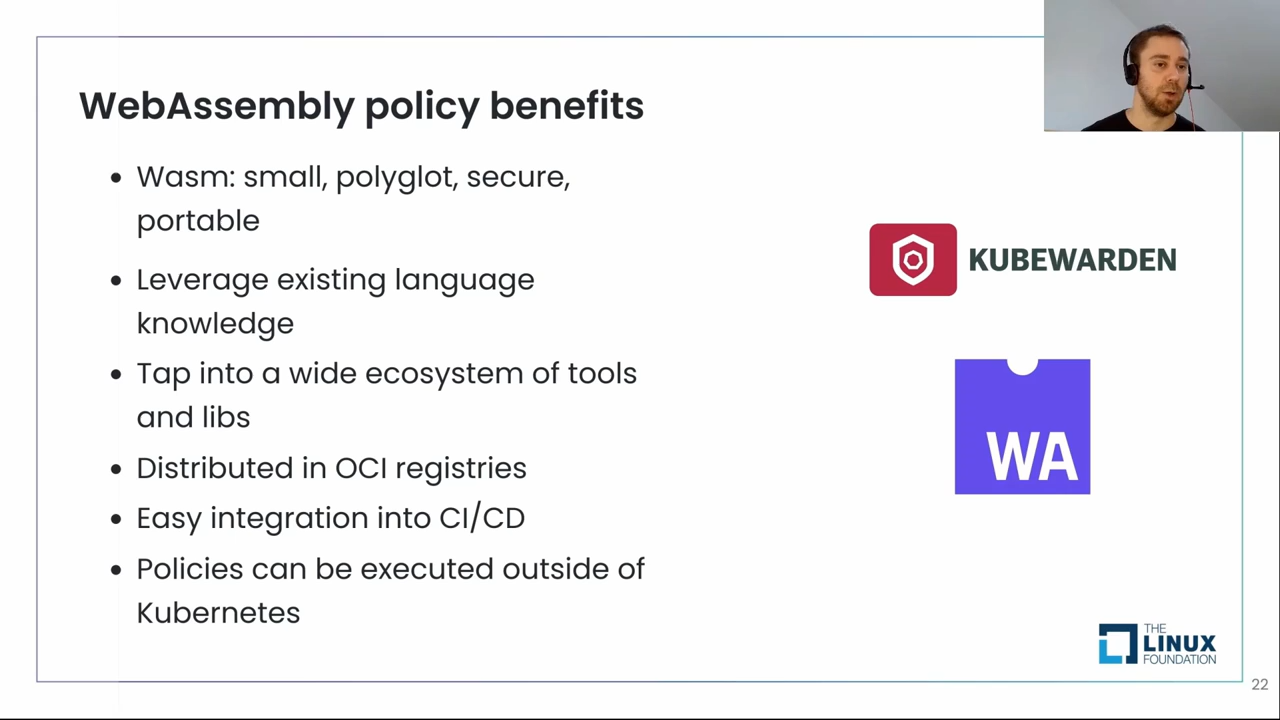 WebAssembly policy benefits
• Wasm: small, polyglot, secure,
portable
• Leverage existing language
knowledge
• Tap into a wide ecosystem of tools
and libs
• Distributed in OCI registries
• Easy integration into CI/CD
• Policies can be executed outside of
Kubernetes
KUBEWARDEN
WA
THE
LINUX
FOUNDATION
22